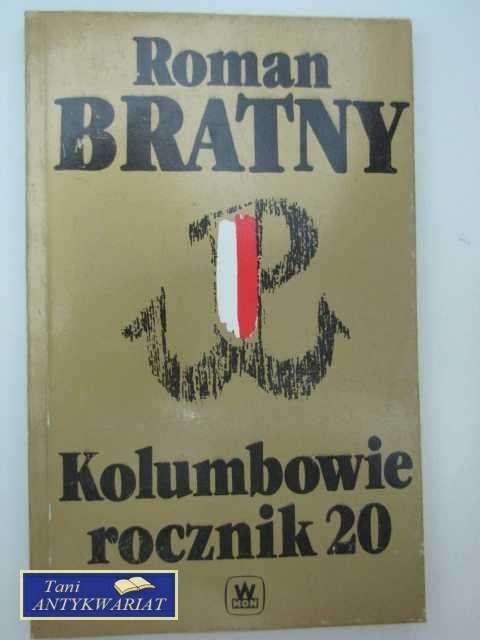 Roman
BRATNY
Kolumbowie
rocznik 20
W
MON
Tani
ANTYKWARIAT